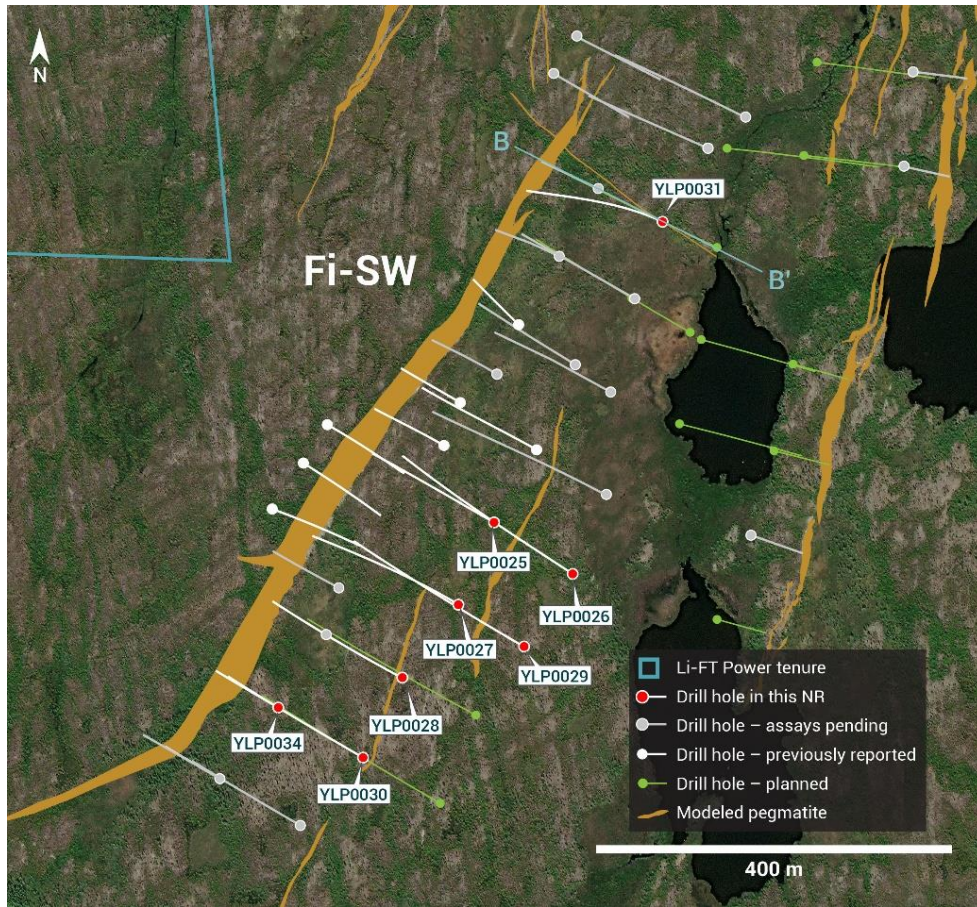 N
B
YLP0031
B'
Fi-SW
YLP0025
YLP0026
YLP0027
YLP0029
YLP0028
YLP0034
YLP0030
Li-FT Power tenure
Drill hole in this NR
Drill hole – assays pending
Drill hole – previously reported
Drill hole – planned
Modeled pegmatite
400 m